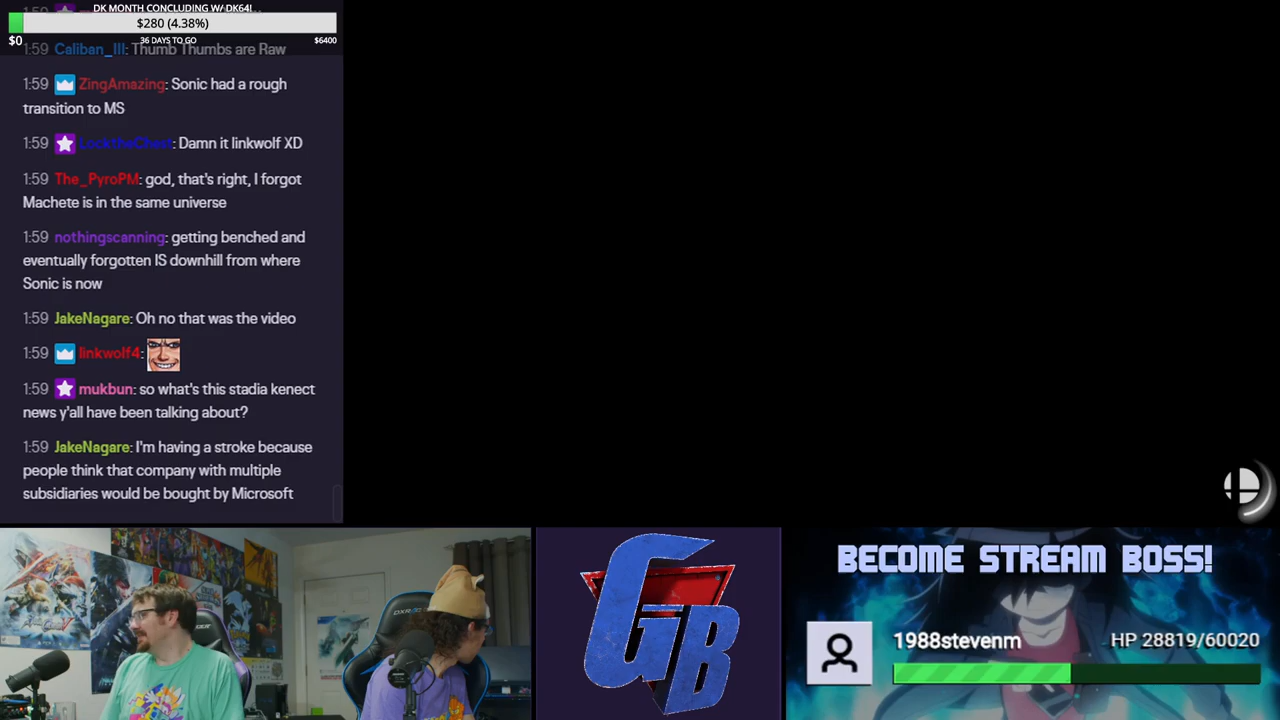 DK MONTH CONCLUDING W/ DK64!
$280 (4.38%)
$0
36 DAYS TO GO
$6400
1:59 Caliban_III: Thumb Thumbs are Raw
1:59 ZingAmazing: Sonic had a rough
transition to MS
1:59 LocktheChest: Damn it linkwolf XD
1:59 The_PyroPM: god, that's right, I forgot
Machete is in the same universe
1:59 nothingscanning: getting benched and
eventually forgotten IS downhill from where
Sonic is now
1:59 JakeNagare: Oh no that was the video
1:59 linkwolf4:
1:59 mukbun: so what's this stadia kenect
news y'all have been talking about?
1:59 JakeNagare: I'm having a stroke because
people think that company with multiple
subsidiaries would be bought by Microsoft
GB
BECOME STREAM BOSS!
1988stevenm
HP 28819/60020